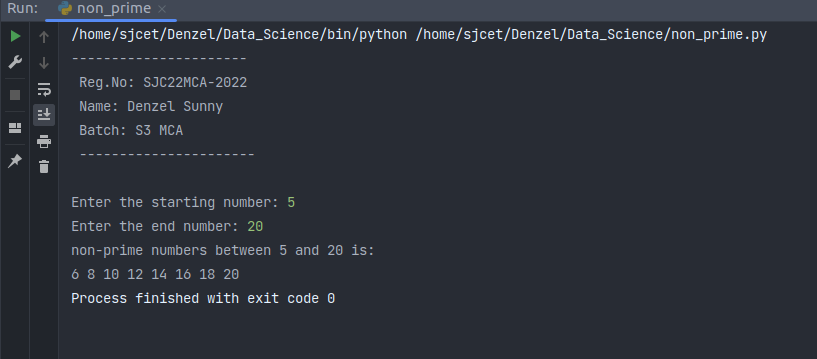 Run: non_prime ×
/home/sjcet/Denzel/Data_Science/bin/python /home/sjcet/Denzel/Data_Science/non_prime.py
----------------------
Reg.No: SJC22MCA-2022
Name: Denzel Sunny
Batch: S3 MCA
----------------------
Enter the starting number: 5
Enter the end number: 20
non-prime numbers between 5 and 20 is:
6 8 10 12 14 16 18 20
Process finished with exit code 0